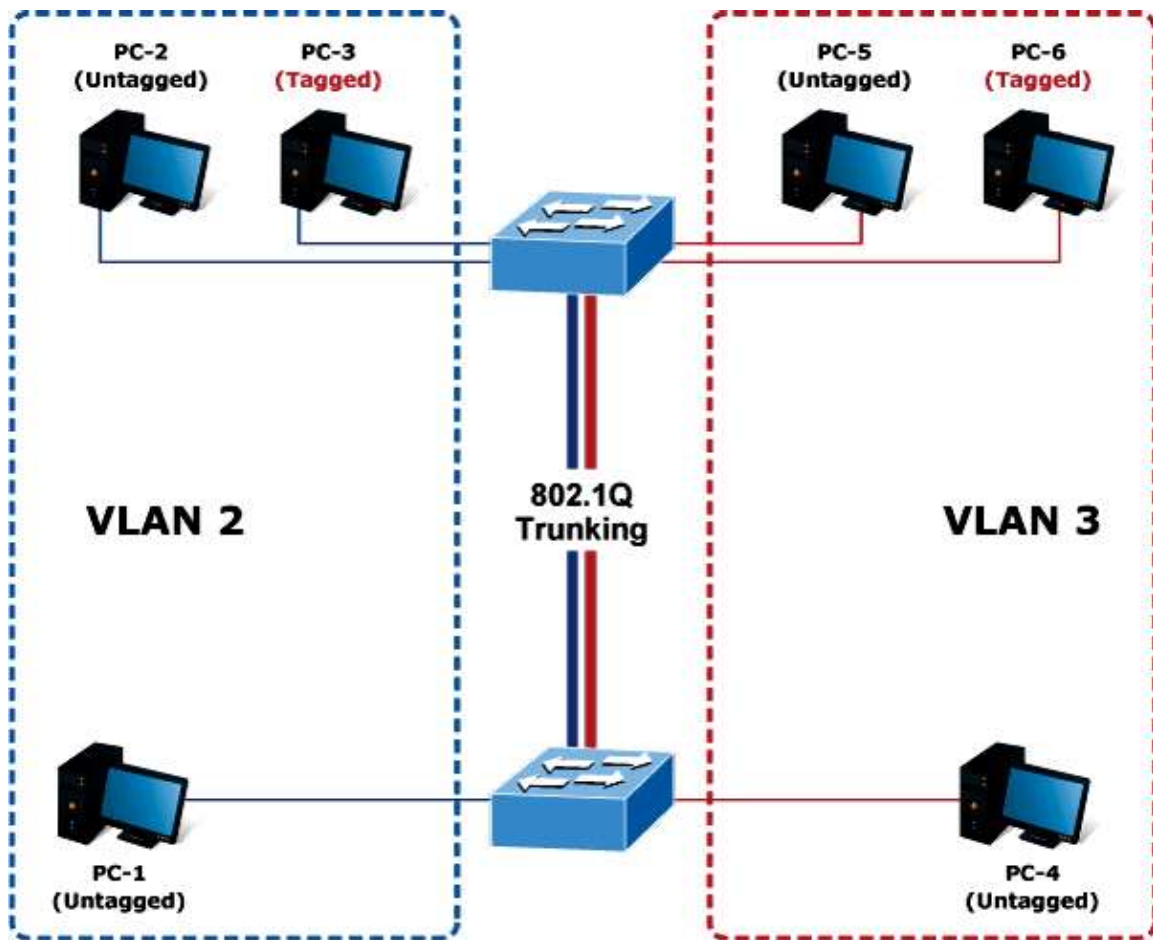 PC-2
(Untagged)
PC-3
(Tagged)
PC-5
(Untagged)
PC-6
(Tagged)
802.1Q
Trunking
VLAN 2
VLAN 3
PC-1
(Untagged)
PC-4
(Untagged)